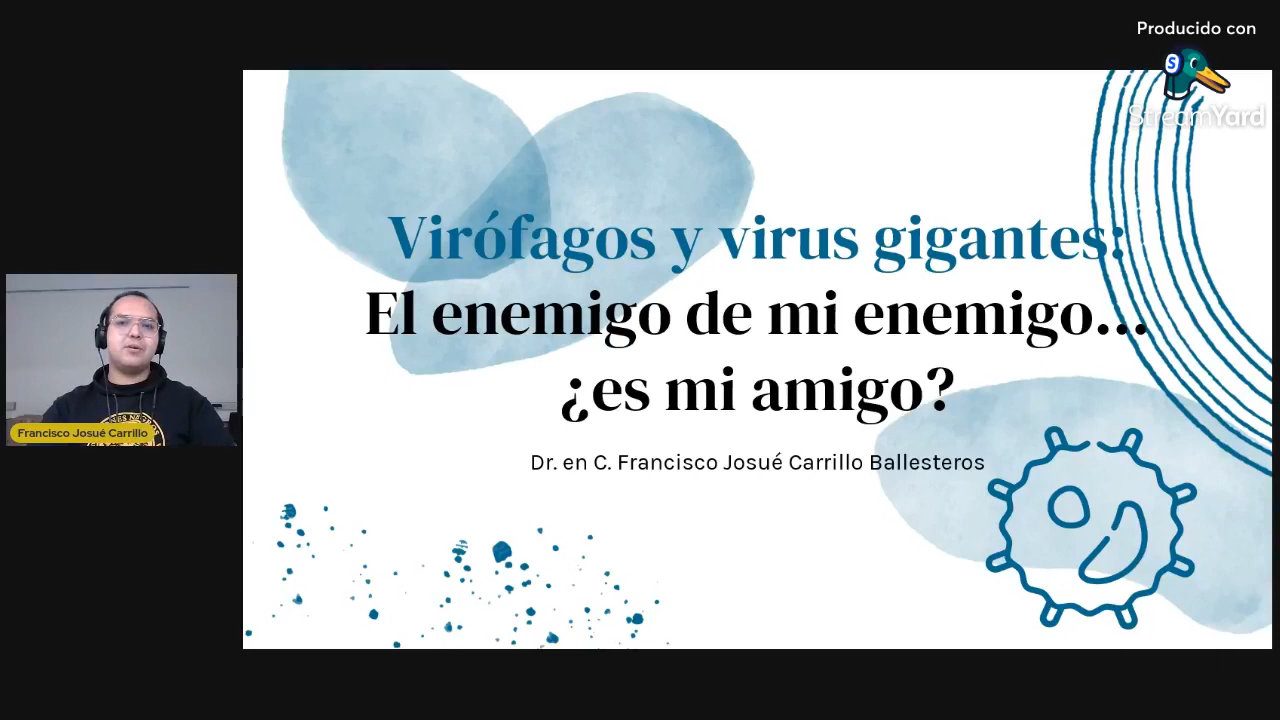 Producido con
StreamYard
Virófagos y virus gigantes:
El enemigo de mi enemigo...
¿es mi amigo?
Dr. en C. Francisco Josué Carrillo Ballesteros
Francisco Josué Carrillo